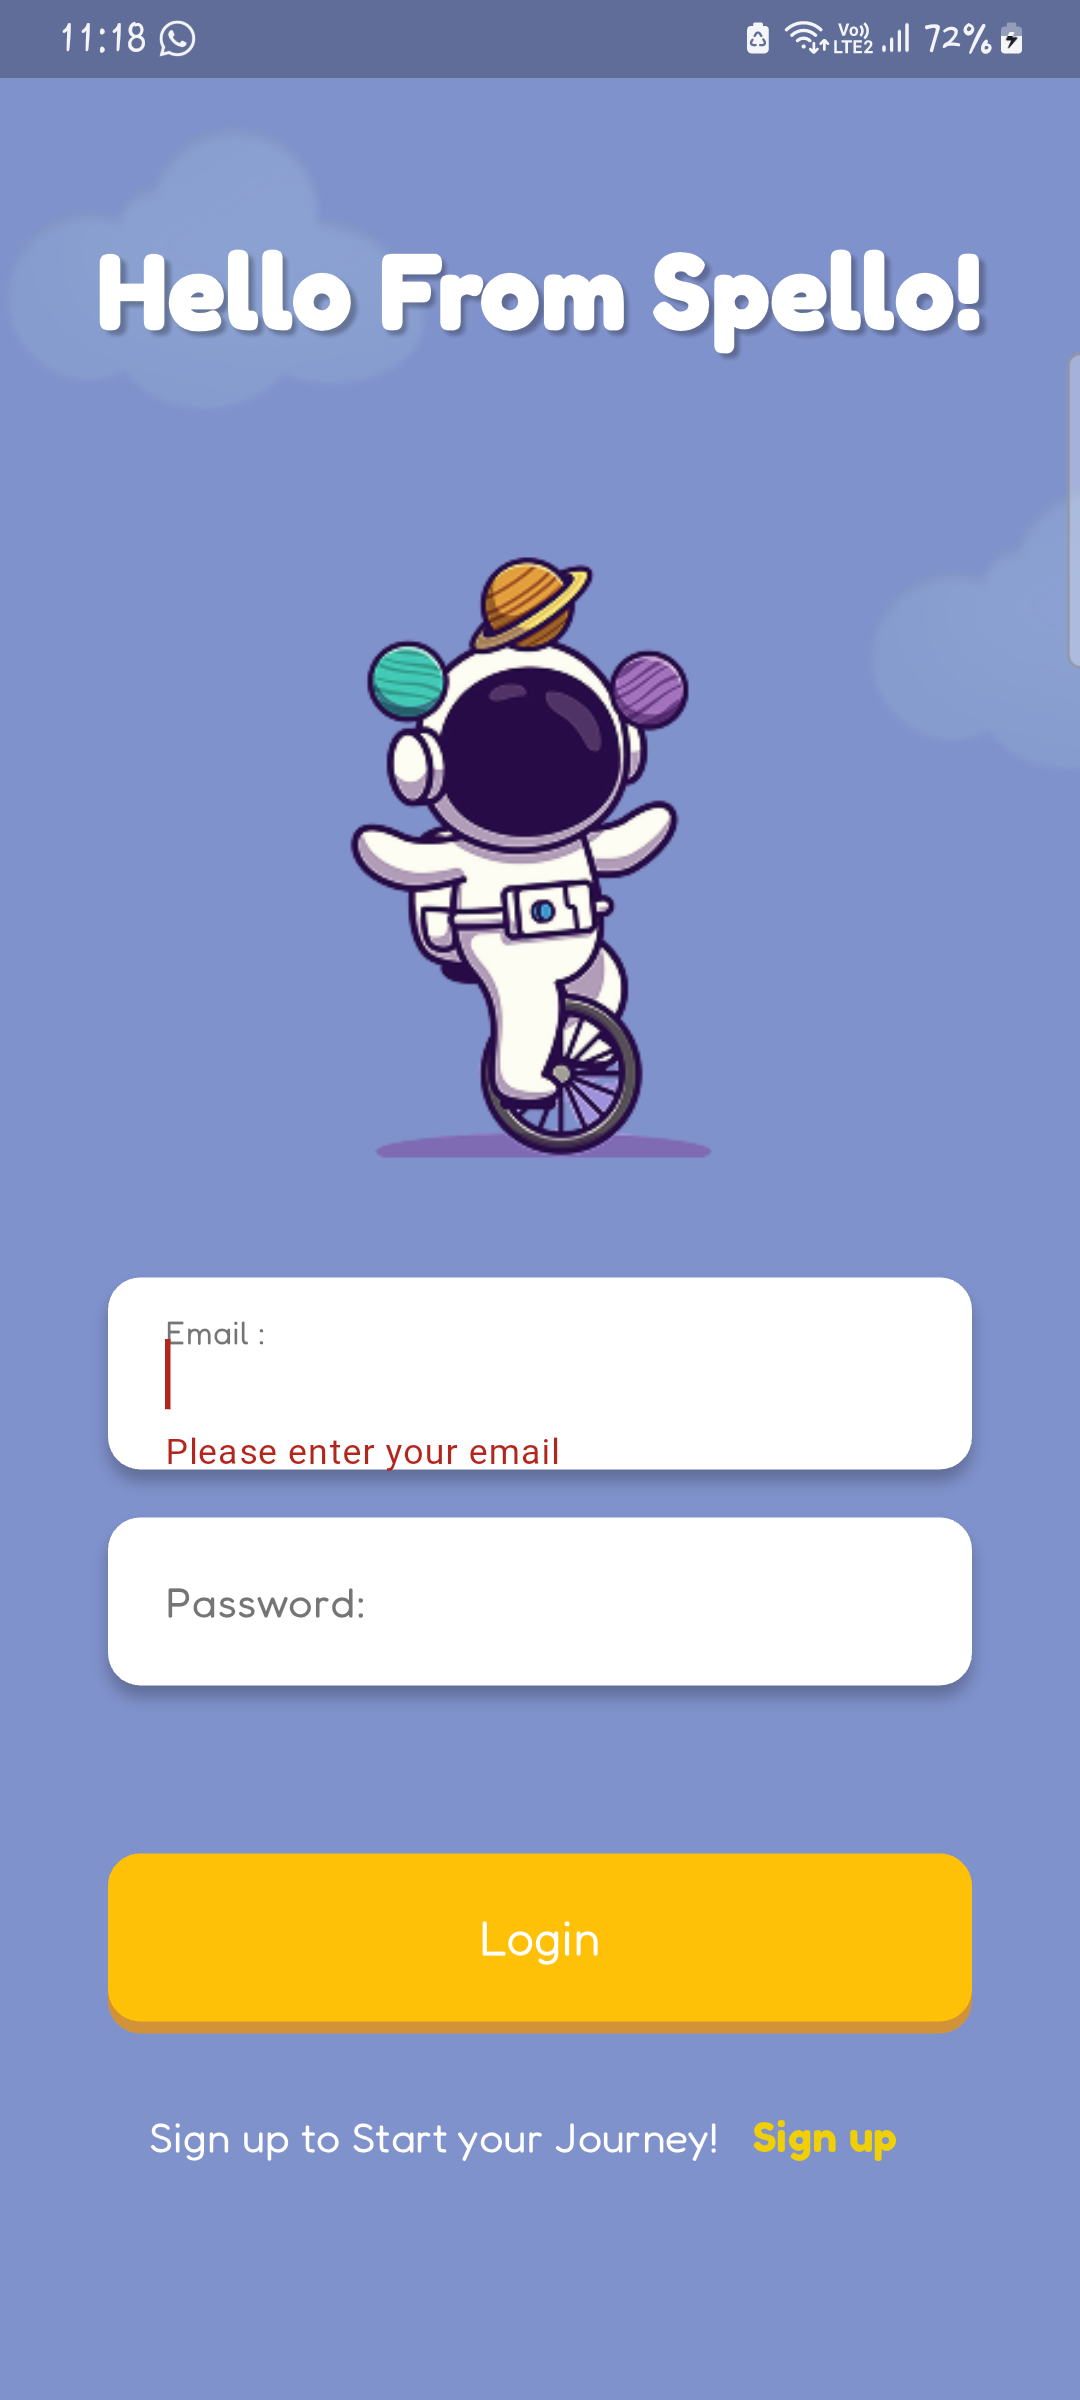 11:18 Vo)) LTE2 72%
Hello From Spello!
Email :
Please enter your email
Password:
Login
Sign up to Start your Journey! Sign up